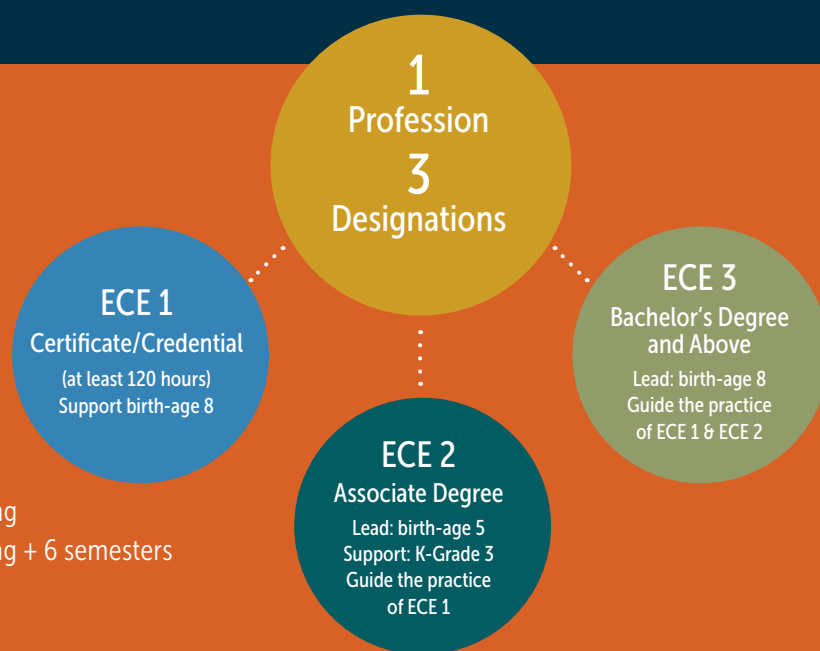 1
Profession
3
Designations
ECE 1
Certificate/Credential
(at least 120 hours)
Support birth-age 8
ECE 3
Bachelor's Degree
and Above
Lead: birth-age 8
Guide the practice
of ECE 1 & ECE 2
ECE 2
Associate Degree
Lead: birth-age 5
Support: K-Grade 3
Guide the practice
of ECE 1
+ 6 semesters